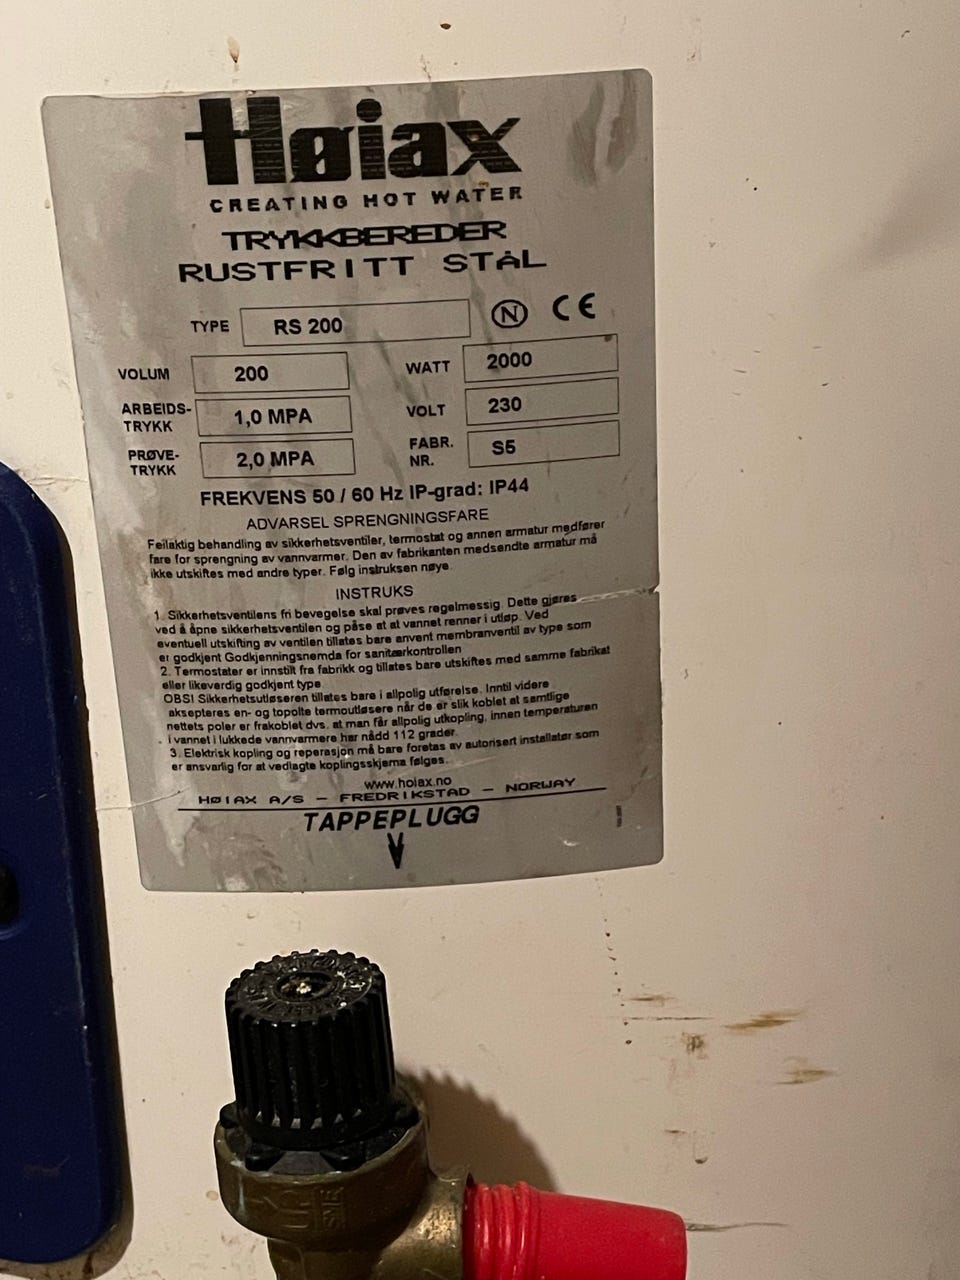 Høiax
CREATING HOT WATER
TRYKKBEREDER
RUSTFRITT STÅL
TYPE RS 200 N CE
VOLUM 200 WATT 2000
ARBEIDS-
TRYKK 1,0 MPA VOLT 230
PRØVE-
TRYKK 2,0 MPA FABR.
NR. S5
FREKVENS 50 / 60 Hz IP-grad: IP44
ADVARSEL SPRENGNINGSFARE
Feilaktig behandling av sikkerhetsventiler, termostat og annen armatur medfører
fare for sprengning av vannvarmer. Den av fabrikanten medsendte armatur må
ikke utskiftes med andre typer. Følg instruksen nøye.
INSTRUKS
1. Sikkerhetsventilens fri bevegelse skal prøves regelmessig. Dette gjøres
ved å åpne sikkerhetsventilen og påse at at vannet renner i utløp. Ved
eventuell utskifting av ventilen tillates bare anvent membranventil av type som
er godkjent Godkjenningsnemda for sanitærkontrollen
2. Termostater er innstilt fra fabrikk og tillates bare utskiftes med samme fabrikat
eller likeverdig godkjent type
OBS! Sikkerhetsutløseren tillates bare i allpolig utførelse. Inntil videre
aksepteres en- og topolte termoutløsere når de er slik koblet at samtlige
nettets poler er frakoblet dvs. at man får allpolig utkopling, innen temperaturen
i vannet i lukkede vannvarmere har nådd 112 grader.
3. Elektrisk kopling og reperasjon må bare foretas av autorisert installatør som
er ansvarlig for at vedlagte koplingsskjema følges.
www.hoiax.no
HØIAX A/S - FREDRIKSTAD - NORWAY
TAPPEPLUGG